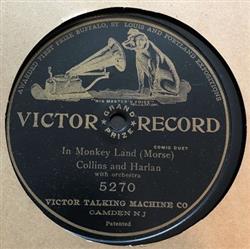 AWARDED FIRST PRIZE, BUFFALO, ST. LOUIS AND PORTLAND EXPOSITIONS
"HIS MASTER'S VOICE"
VICTOR RECORD
GRAND
PRIZE
COMIC DUET
In Monkey Land (Morse)
Collins and Harlan
with orchestra
5270
VICTOR TALKING MACHINE CO
CAMDEN NJ
Patented